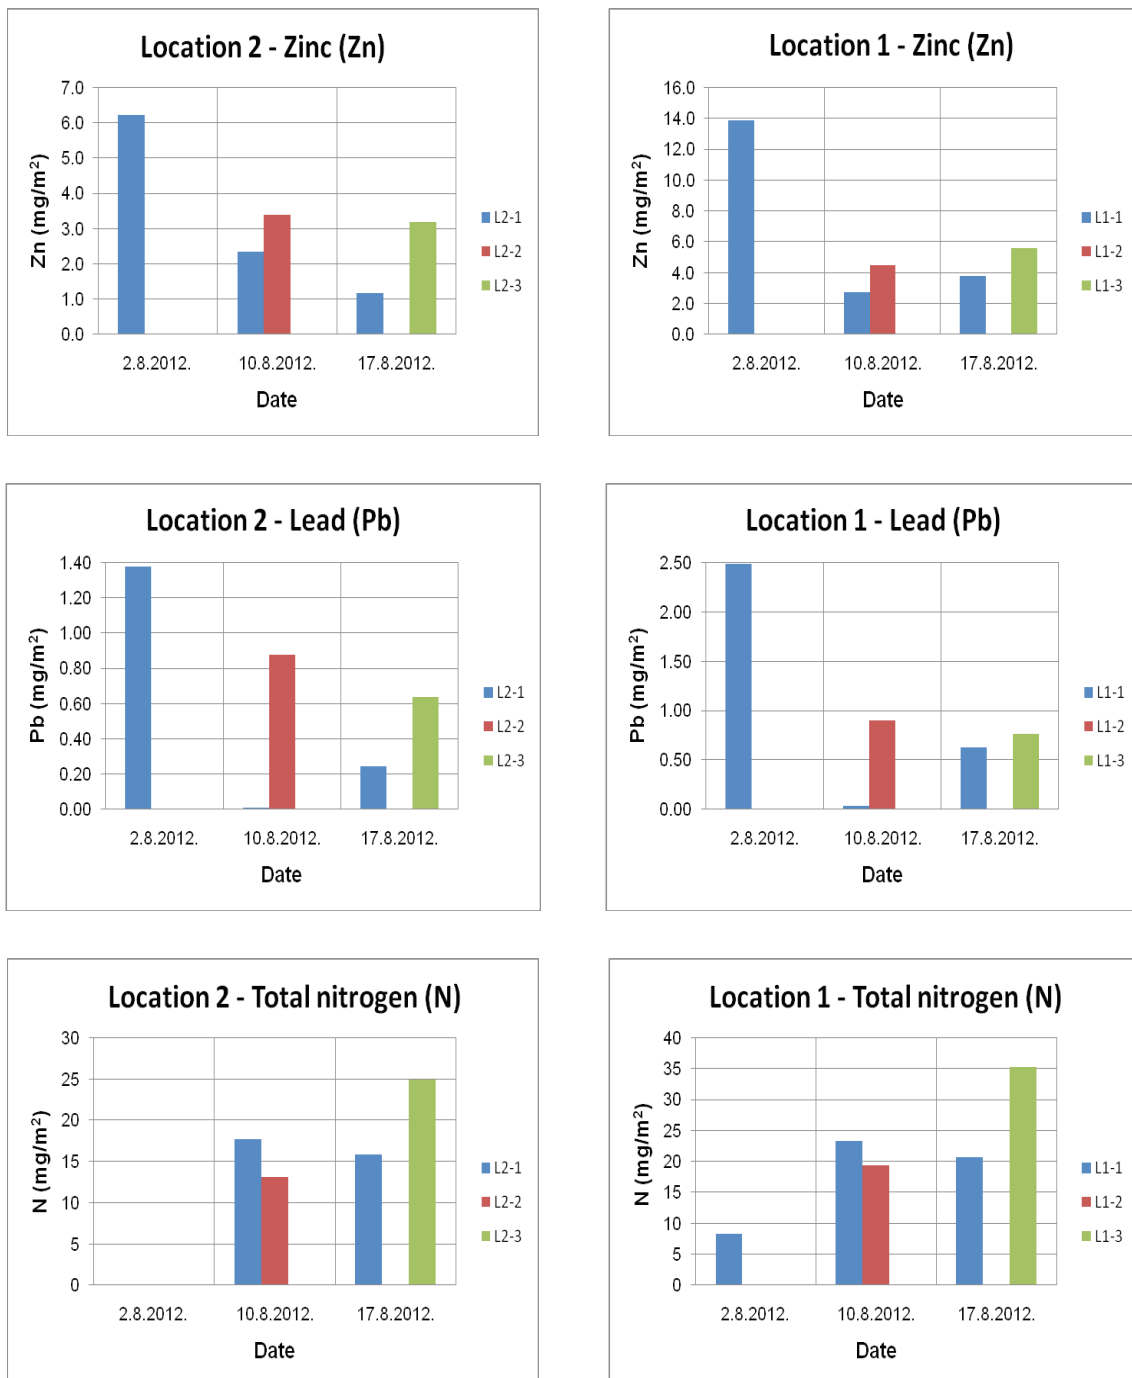 Location 2 - Zinc (Zn)
7.0
6.0
5.0
4.0
3.0
2.0
1.0
0.0
Zn (mg/m²)
2.8.2012. 10.8.2012. 17.8.2012.
Date
L2-1
L2-2
L2-3
Location 1 - Zinc (Zn)
16.0
14.0
12.0
10.0
8.0
6.0
4.0
2.0
0.0
Zn (mg/m²)
2.8.2012. 10.8.2012. 17.8.2012.
Date
L1-1
L1-2
L1-3
Location 2 - Lead (Pb)
1.40
1.20
1.00
0.80
0.60
0.40
0.20
0.00
Pb (mg/m²)
2.8.2012. 10.8.2012. 17.8.2012.
Date
L2-1
L2-2
L2-3
Location 1 - Lead (Pb)
2.50
2.00
1.50
1.00
0.50
0.00
Pb (mg/m²)
2.8.2012. 10.8.2012. 17.8.2012.
Date
L1-1
L1-2
L1-3
Location 2 - Total nitrogen (N)
30
25
20
15
10
5
0
N (mg/m²)
2.8.2012. 10.8.2012. 17.8.2012.
Date
L2-1
L2-2
L2-3
Location 1 - Total nitrogen (N)
40
35
30
25
20
15
10
5
0
N (mg/m²)
2.8.2012. 10.8.2012. 17.8.2012.
Date
L1-1
L1-2
L1-3